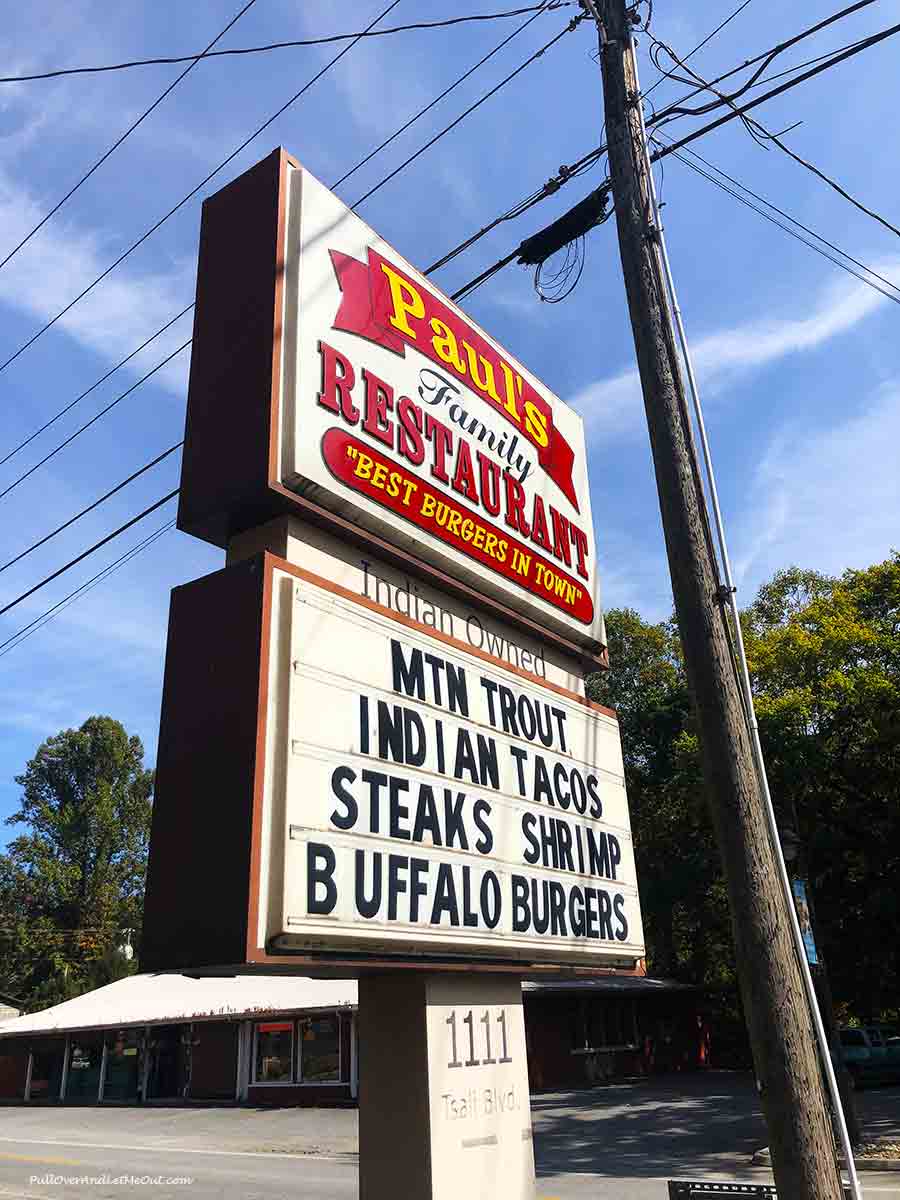 Paul's
Family
RESTAURANT
"BEST BURGERS IN TOWN"
Indian Owned
MTN TROUT
INDIAN TACOS
STEAKS SHRIMP
BUFFALO BURGERS
1111
Tsali Blvd.
PullOverAndLetMeOut.com